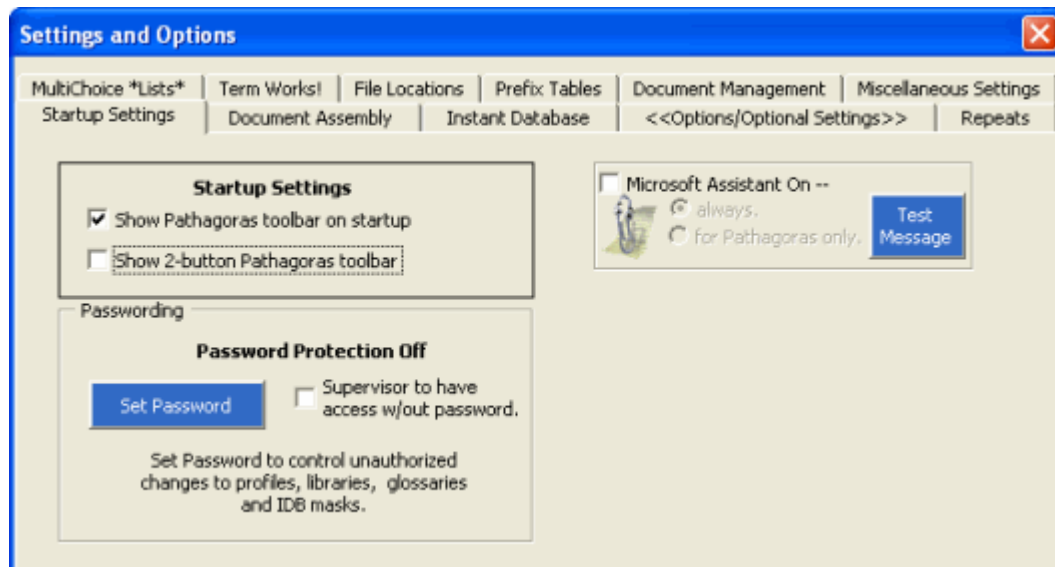 Settings and Options
MultiChoice *Lists* Term Works! File Locations Prefix Tables Document Management Miscellaneous Settings
Startup Settings Document Assembly Instant Database <<Options/Optional Settings>> Repeats
Startup Settings
Show Pathagoras toolbar on startup
Show 2-button Pathagoras toolbar
Microsoft Assistant On --
always.
for Pathagoras only.
Test
Message
Passwording
Password Protection Off
Set Password
Supervisor to have
access w/out password.
Set Password to control unauthorized
changes to profiles, libraries, glossaries
and IDB masks.